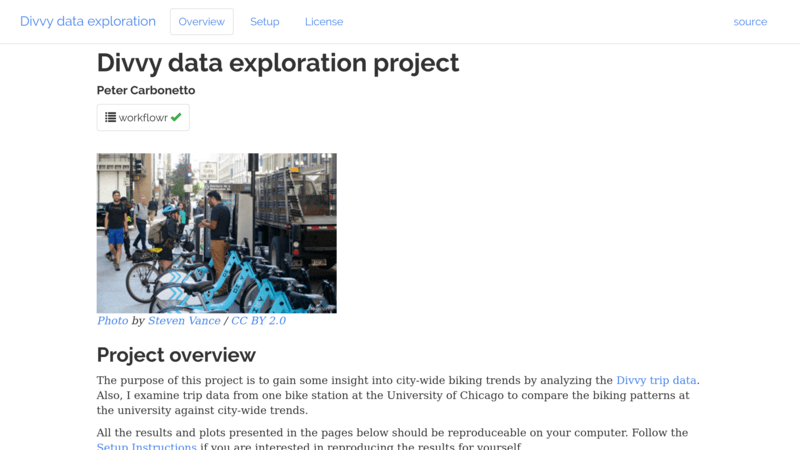 Divvy data exploration
Overview
Setup
License
source
Divvy data exploration project
Peter Carbonetto
workflowr
Photo by Steven Vance / CC BY 2.0
Project overview
The purpose of this project is to gain some insight into city-wide biking trends by analyzing the Divvy trip data.
Also, I examine trip data from one bike station at the University of Chicago to compare the biking patterns at
the university against city-wide trends.
All the results and plots presented in the pages below should be reproduceable on your computer. Follow the
Setup Instructions if you are interested in reproducing the results for yourself.